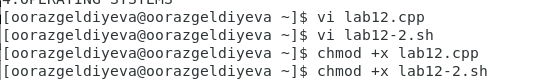 4.OPERATING SYSTEMS
[oorazgeldiyeva@oorazgeldiyeva ~]$ vi lab12.cpp
[oorazgeldiyeva@oorazgeldiyeva ~]$ vi lab12-2.sh
[oorazgeldiyeva@oorazgeldiyeva ~]$ chmod +x lab12.cpp
[oorazgeldiyeva@oorazgeldiyeva ~]$ chmod +x lab12-2.sh